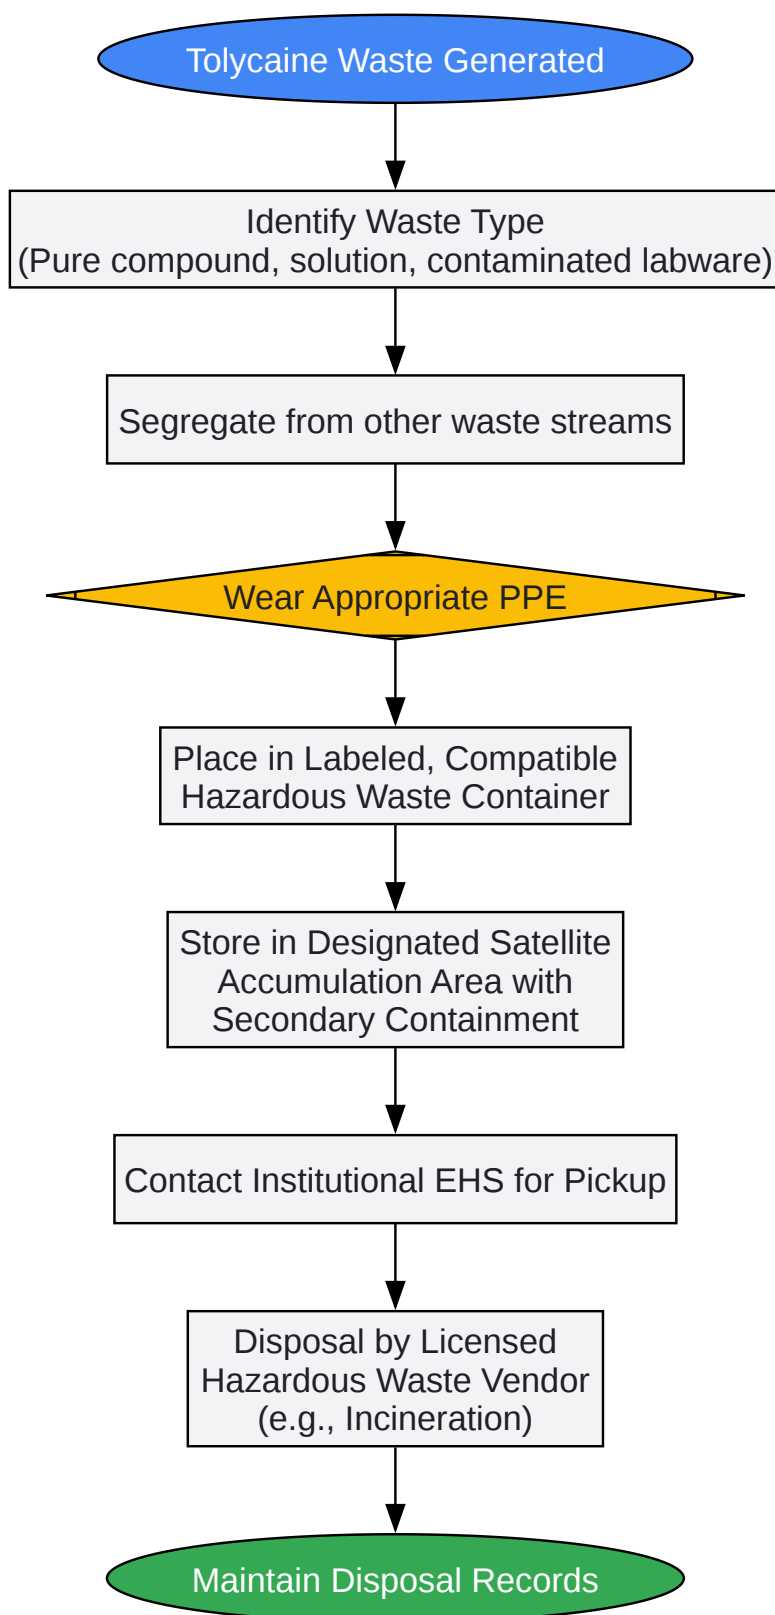 Tolycaine Waste Generated
Identify Waste Type
(Pure compound, solution, contaminated labware)
Segregate from other waste streams
Wear Appropriate PPE
Place in Labeled, Compatible
Hazardous Waste Container
Store in Designated Satellite
Accumulation Area with
Secondary Containment
Contact Institutional EHS for Pickup
Disposal by Licensed
Hazardous Waste Vendor
(e.g., Incineration)
Maintain Disposal Records